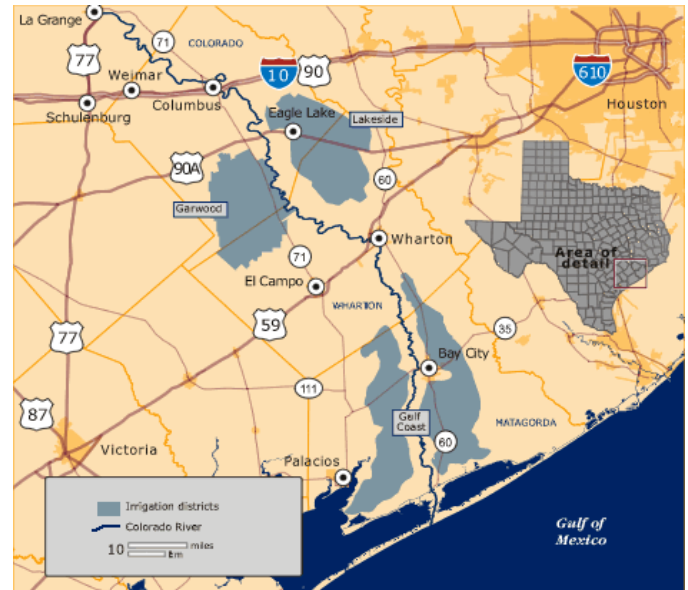 La Grange
71
COLORADO
77
Weimar
10
90
610
Columbus
Houston
Schulenburg
Eagle Lake
Lakeside
90A
60
Garwood
Wharton
71
Area of
detail
El Campo
WHARTON
59
35
77
Bay City
111
87
Gulf
Coast
MATAGORDA
60
Victoria
Palacios
Irrigation districts
Colorado River
10
miles
km
Gulf of
Mexico